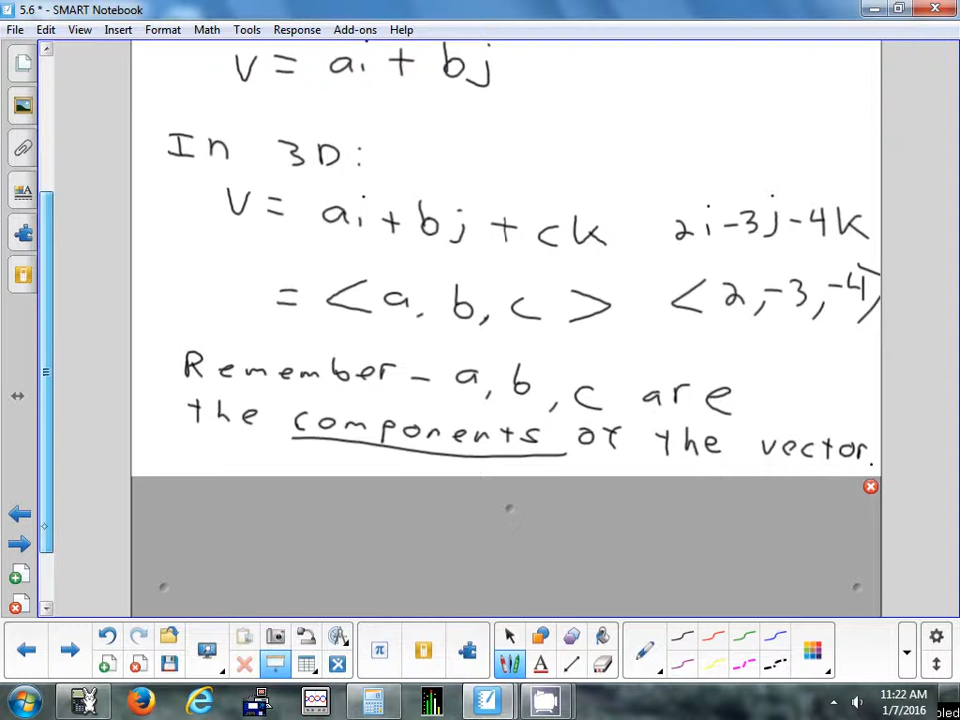 5.6 * - SMART Notebook
File Edit View Insert Format Math Tools Response Add-ons Help
v = ai + bj
In 3D:
v = ai + bj + ck 2i-3j-4k
= <a, b, c> <2,-3,-4>
Remember - a, b, c are
the components of the vector.
11:22 AM
1/7/2016
pled